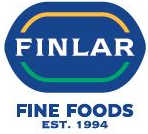 FINLAR
FINE FOODS
EST. 1994